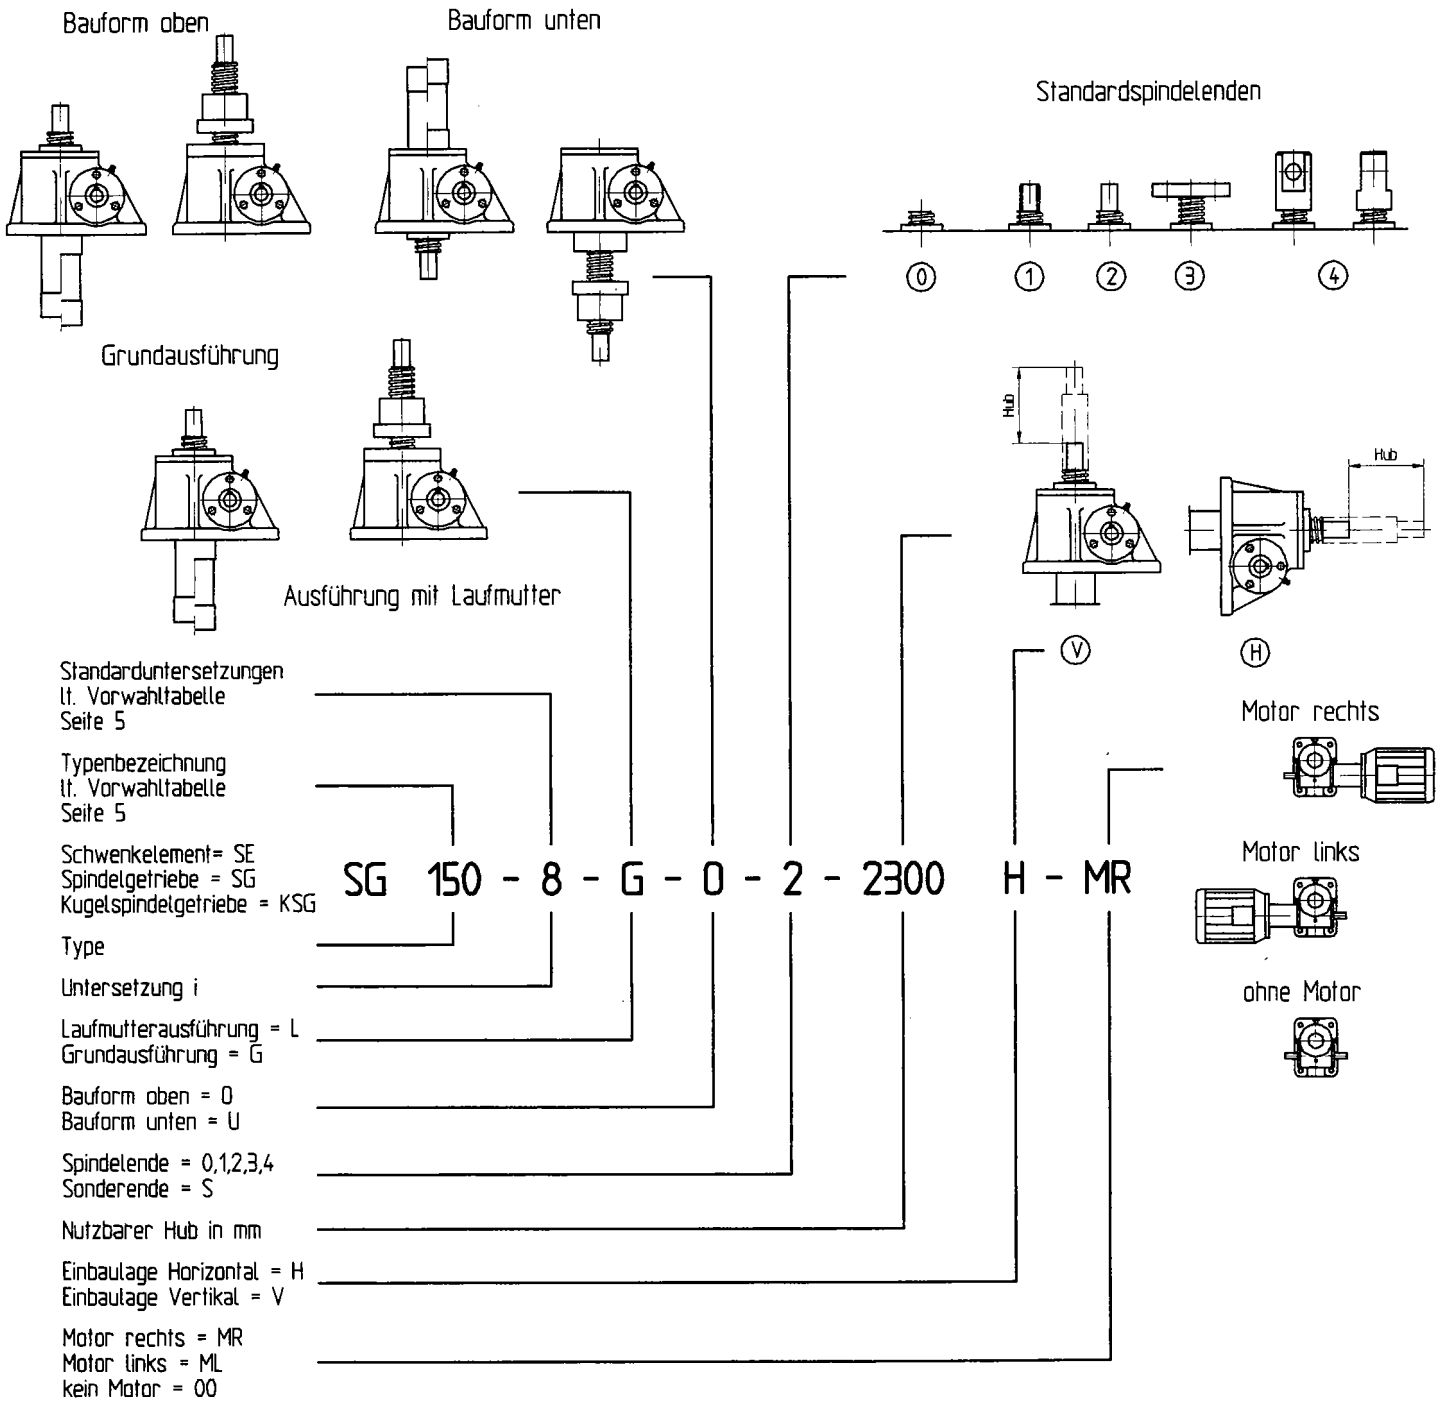 Bauform oben
Bauform unten
Standardspindelenden
0
1
2
3
4
Grundausführung
Hub
Hub
Ausführung mit Laufmutter
V
H
Standarduntersetzungen
lt. Vorwahltabelle
Seite 5
Motor rechts
Typenbezeichnung
lt. Vorwahltabelle
Seite 5
Schwenkelement= SE
Spindelgetriebe = SG
Kugelspindelgetriebe = KSG
SG 150 - 8 - G - O - 2 - 2300 H - MR
Motor links
Type
Untersetzung i
ohne Motor
Laufmutterausführung = L
Grundausführung = G
Bauform oben = O
Bauform unten = U
Spindelende = 0,1,2,3,4
Sonderende = S
Nutzbarer Hub in mm
Einbaulage Horizontal = H
Einbaulage Vertikal = V
Motor rechts = MR
Motor links = ML
kein Motor = 00